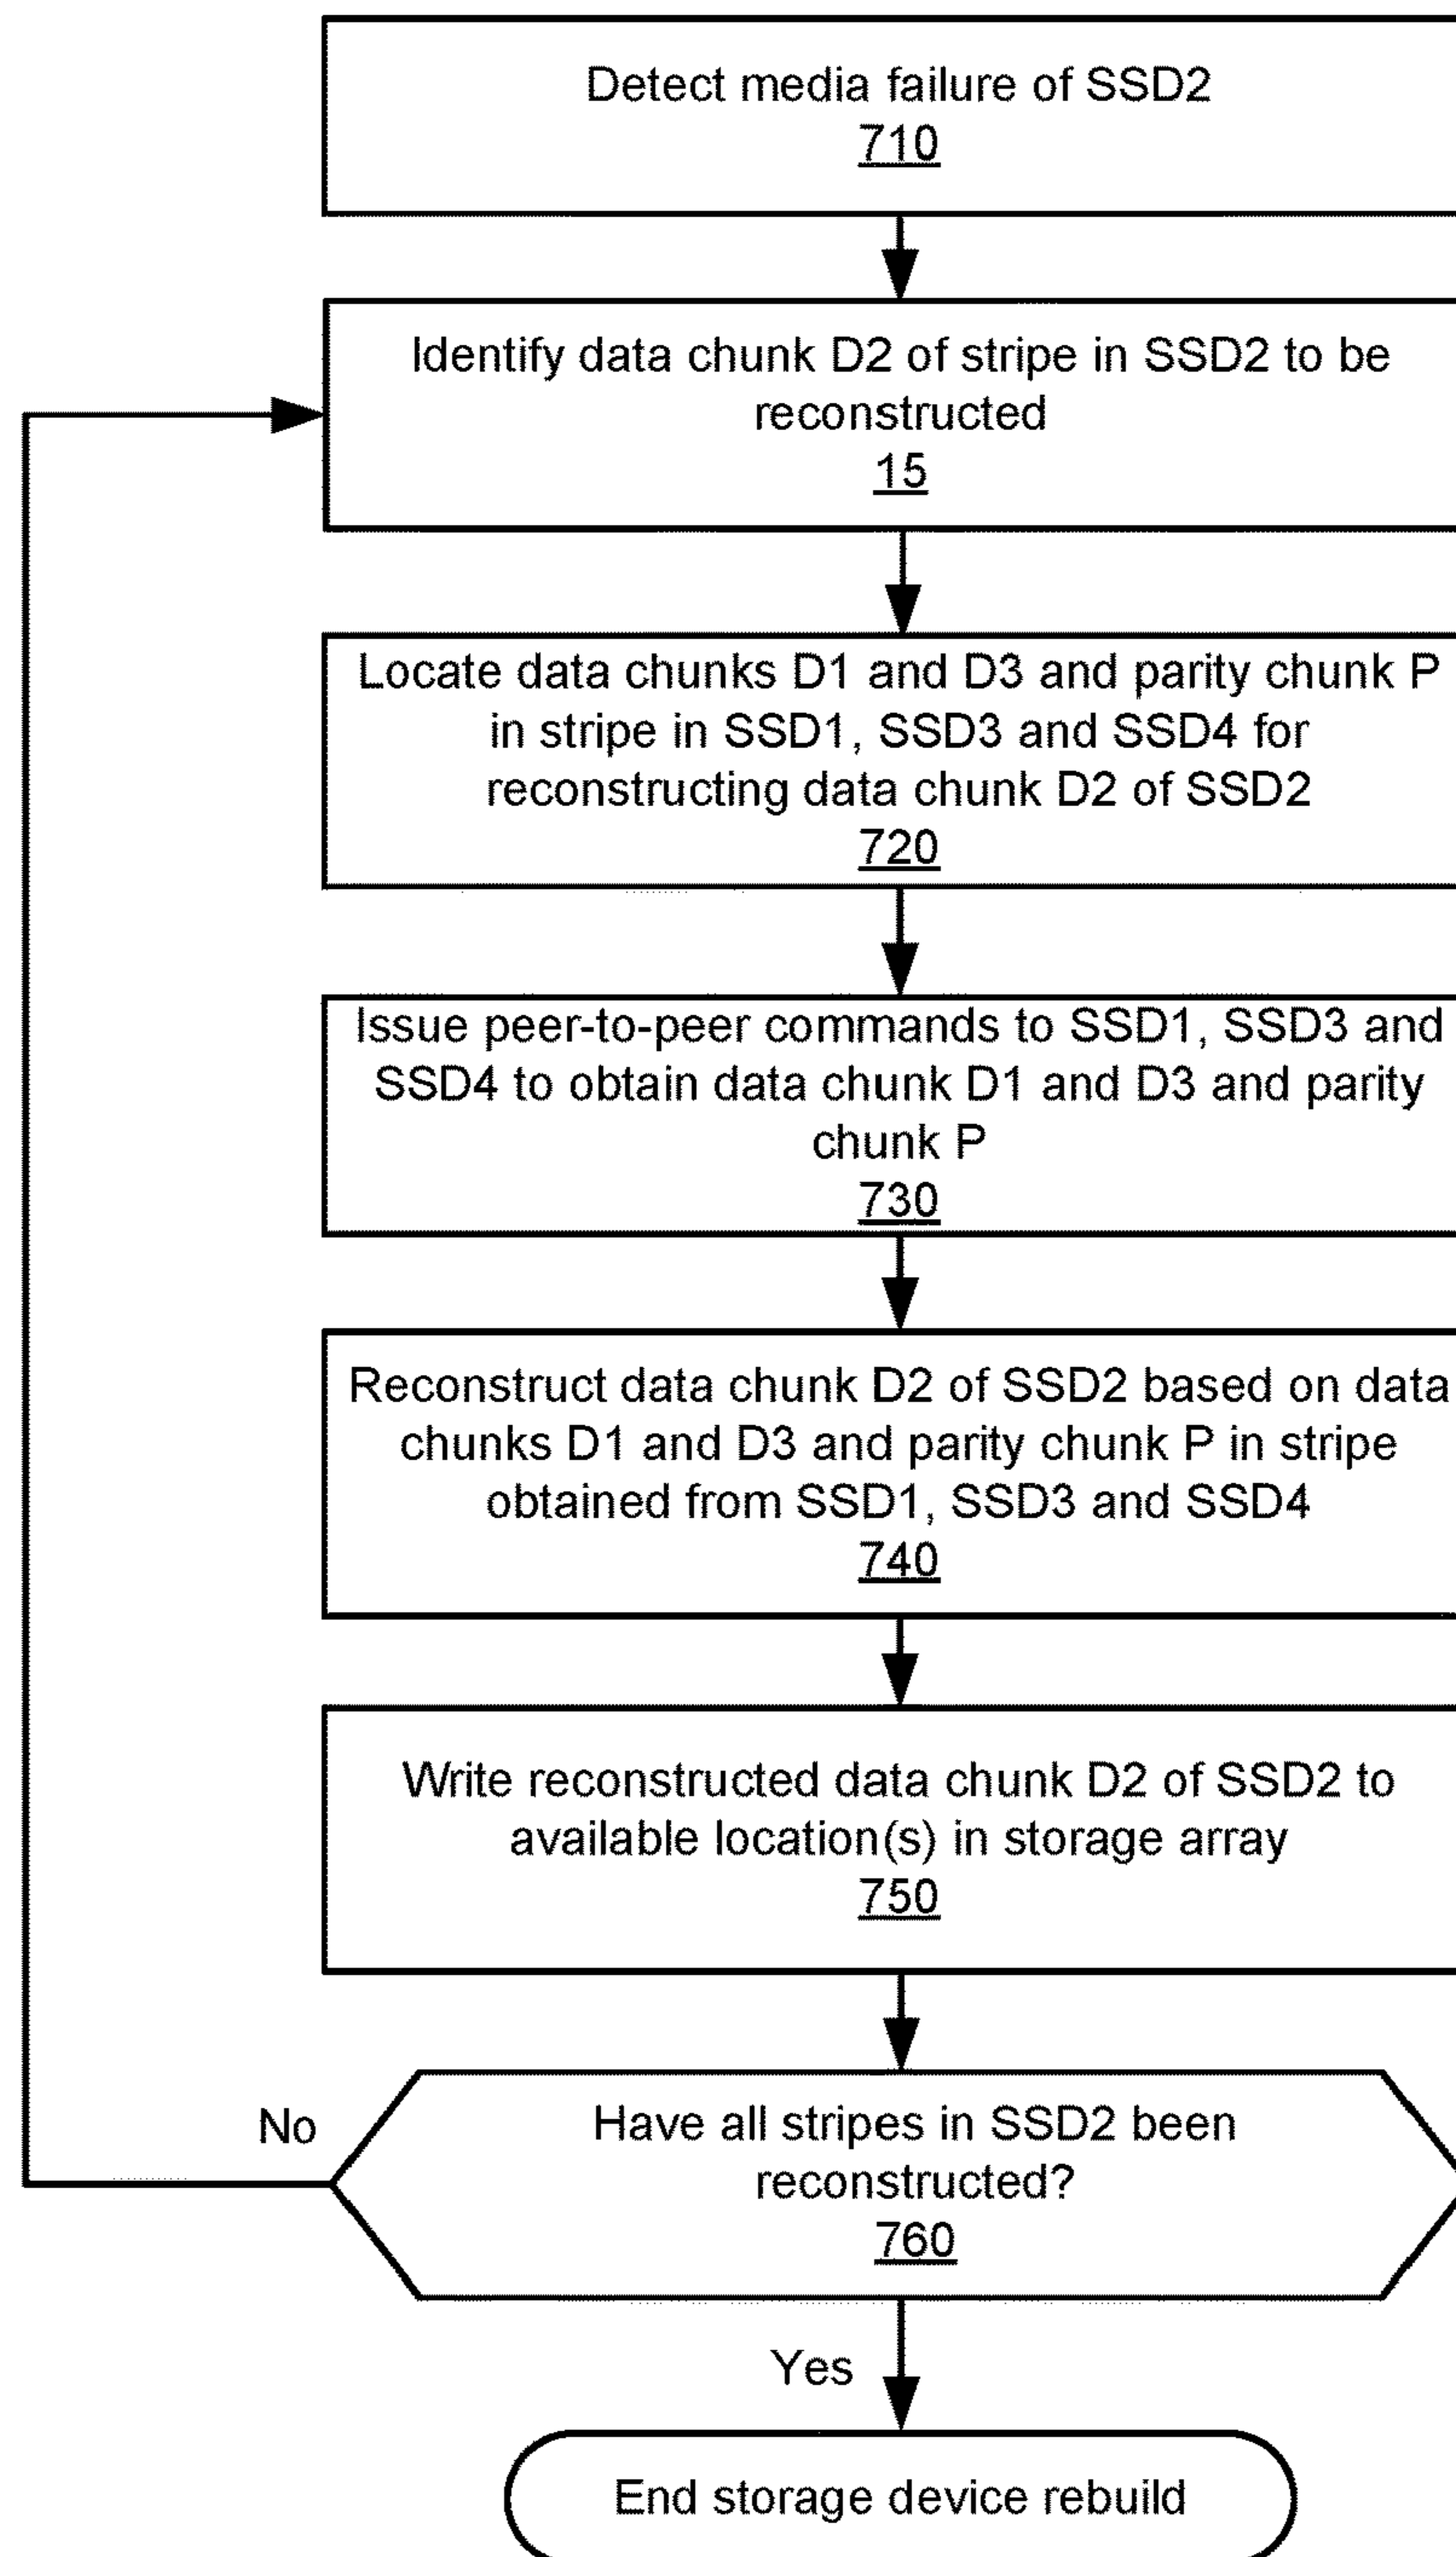 Detect media failure of SSD2
710
Identify data chunk D2 of stripe in SSD2 to be
reconstructed
15
Locate data chunks D1 and D3 and parity chunk P
in stripe in SSD1, SSD3 and SSD4 for
reconstructing data chunk D2 of SSD2
720
Issue peer-to-peer commands to SSD1, SSD3 and
SSD4 to obtain data chunk D1 and D3 and parity
chunk P
730
Reconstruct data chunk D2 of SSD2 based on data
chunks D1 and D3 and parity chunk P in stripe
obtained from SSD1, SSD3 and SSD4
740
Write reconstructed data chunk D2 of SSD2 to
available location(s) in storage array
750
No
Have all stripes in SSD2 been
reconstructed?
760
Yes
End storage device rebuild